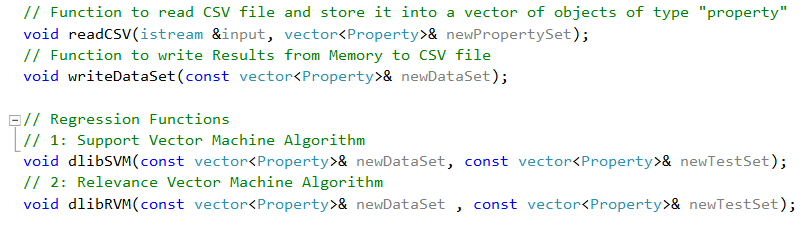 // Function to read CSV file and store it into a vector of objects of type "property"
void readCSV(istream &input, vector<Property>& newPropertySet);
// Function to write Results from Memory to CSV file
void writeDataSet(const vector<Property>& newDataSet);
// Regression Functions
// 1: Support Vector Machine Algorithm
void dlibSVM(const vector<Property>& newDataSet, const vector<Property>& newTestSet);
// 2: Relevance Vector Machine Algorithm
void dlibRVM(const vector<Property>& newDataSet , const vector<Property>& newTestSet);